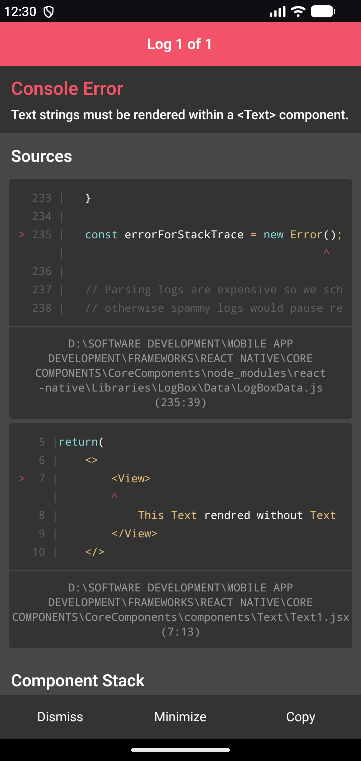 12:30
Log 1 of 1
Console Error
Text strings must be rendered within a <Text> component.
Sources
233 |    }
234 |
> 235 |    const errorForStackTrace = new Error();
|                                       ^
236 |
237 |    // Parsing logs are expensive so we sch
238 |    // otherwise spammy logs would pause re
D:\SOFTWARE DEVELOPMENT\MOBILE APP
DEVELOPMENT\FRAMEWORKS\REACT NATIVE\CORE
COMPONENTS\CoreComponents\node_modules\react
-native\Libraries\LogBox\Data\LogBoxData.js
(235:39)
5 |return(
6 |    <>
> 7 |        <View>
|        ^
8 |            This Text rendred without Text
9 |        </View>
10 |    </>
D:\SOFTWARE DEVELOPMENT\MOBILE APP
DEVELOPMENT\FRAMEWORKS\REACT NATIVE\CORE
COMPONENTS\CoreComponents\components\Text\Text1.jsx
(7:13)
Component Stack
Dismiss
Minimize
Copy